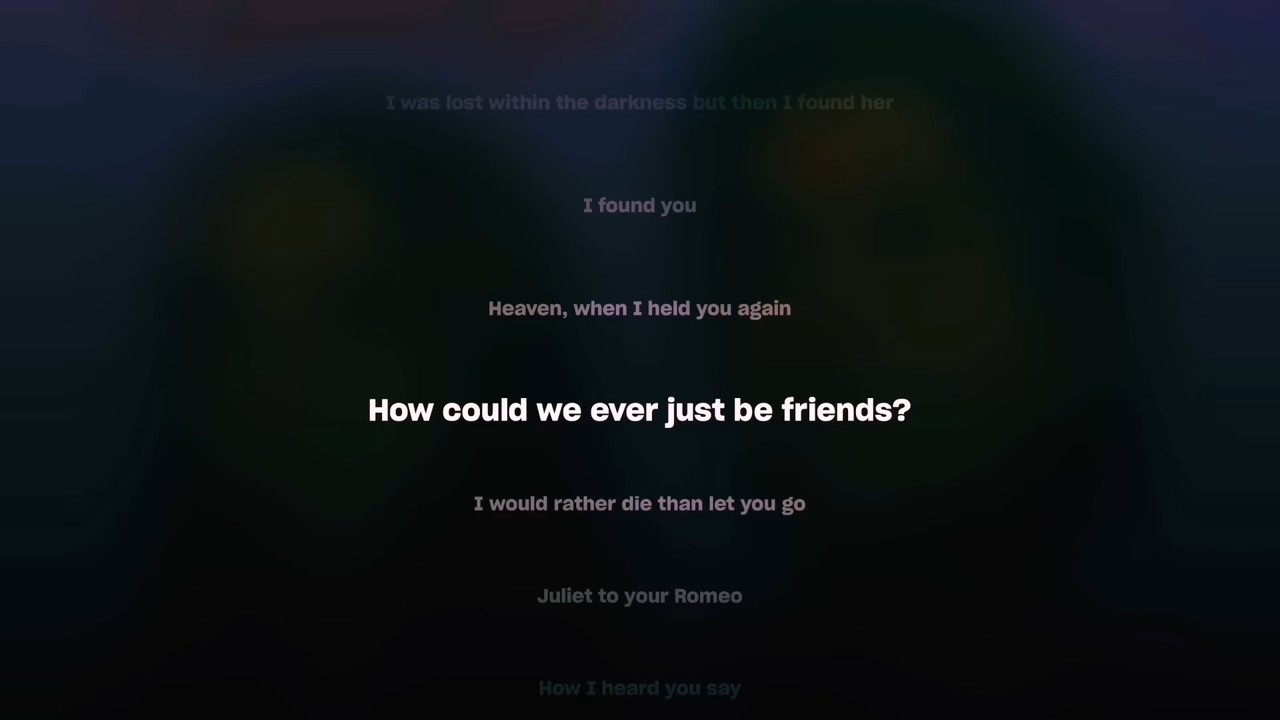 I was lost within the darkness but then I found her
I found you
Heaven, when I held you again
How could we ever just be friends?
I would rather die than let you go
Juliet to your Romeo
How I heard you say